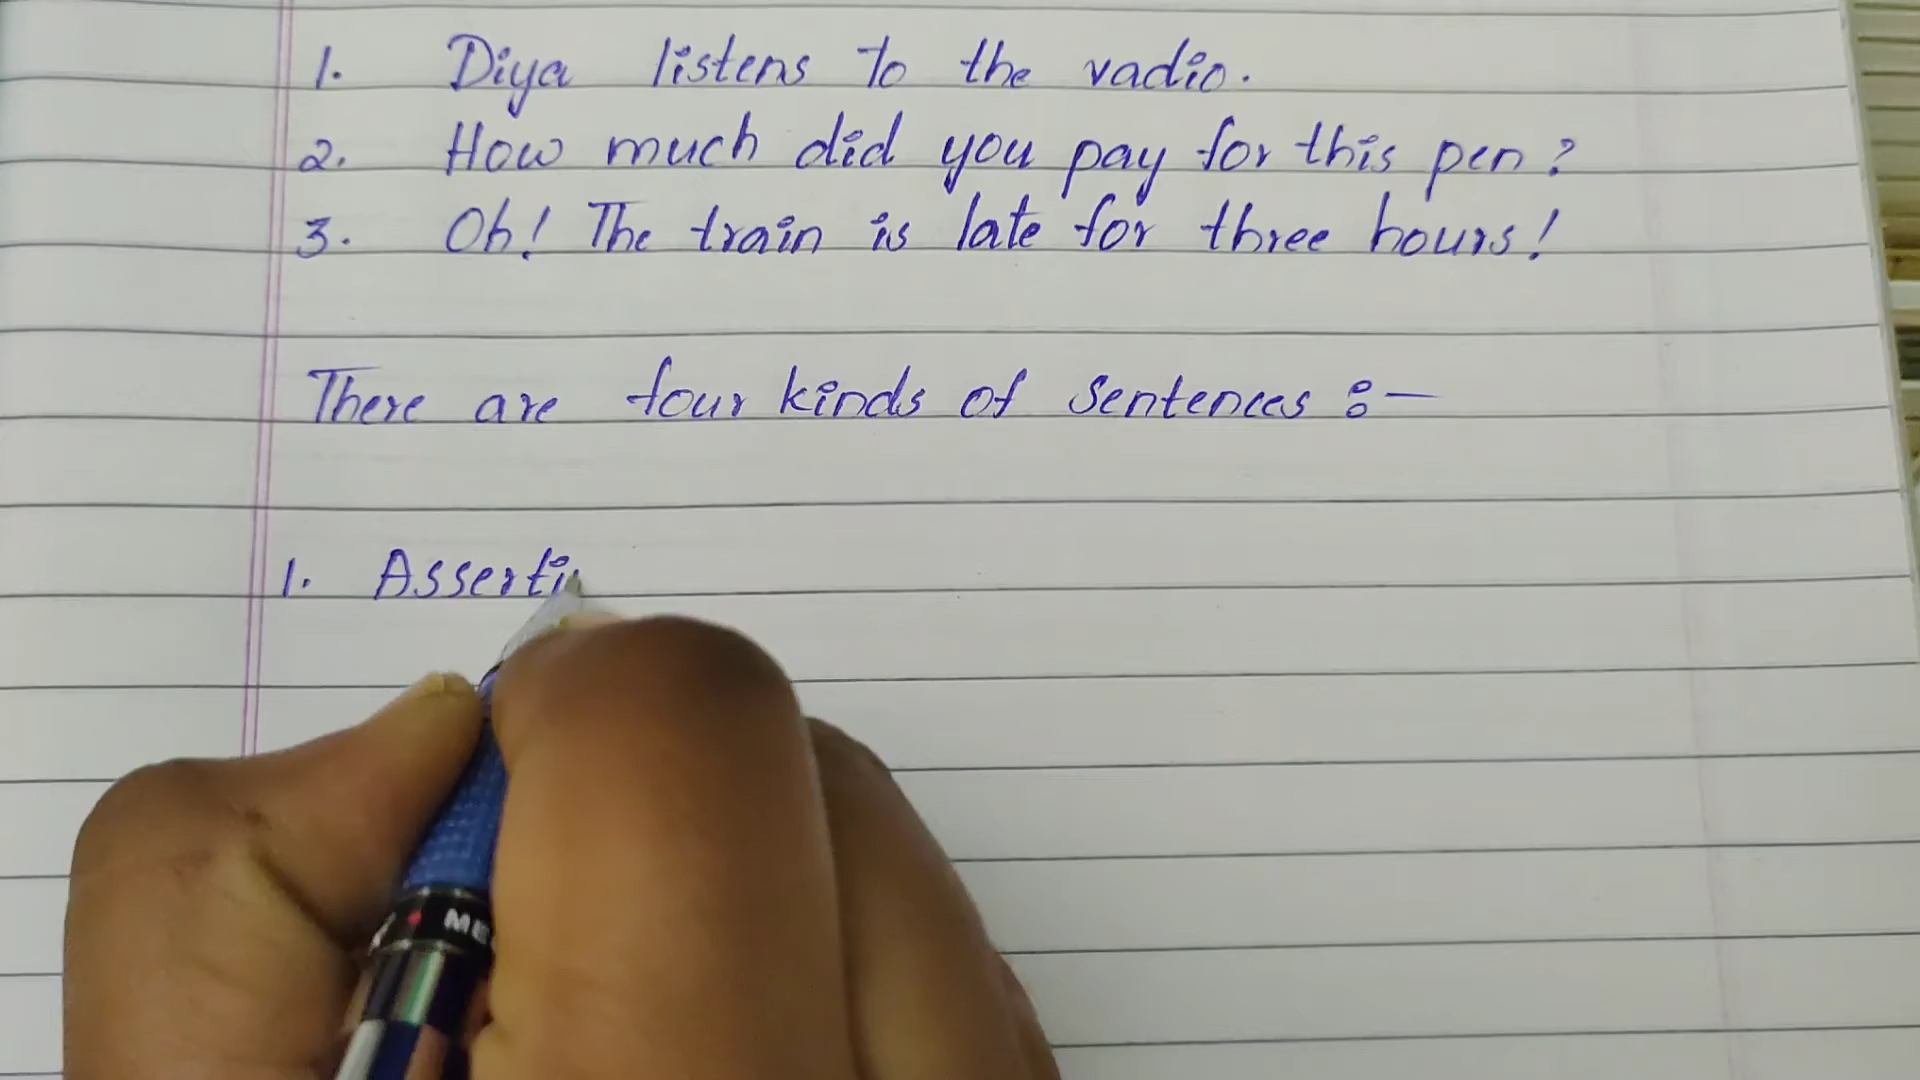 1. Diya listens to the radio.
2. How much did you pay for this pen?
3. Oh! The train is late for three hours!
There are four kinds of Sentences :-
1. Asserti